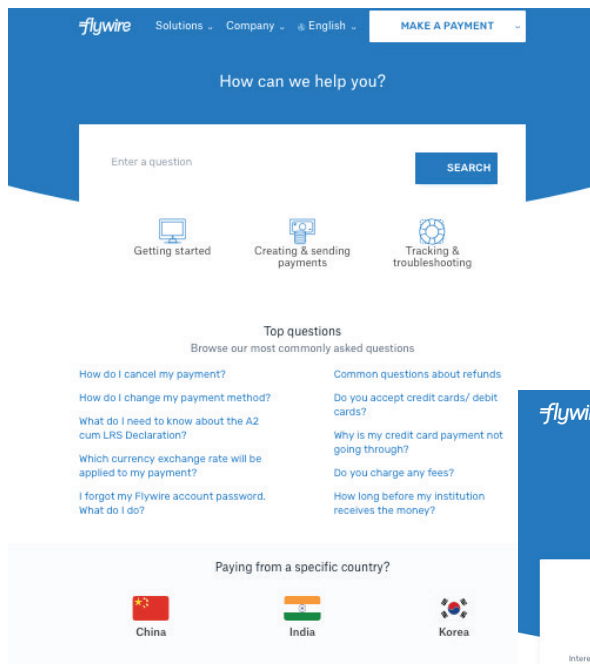 flywire Solutions Company English MAKE A PAYMENT
How can we help you?
Enter a question
SEARCH
Getting started
Creating & sending
payments
Tracking &
troubleshooting
Top questions
Browse our most commonly asked questions
How do I cancel my payment?
How do I change my payment method?
What do I need to know about the A2
cum LRS Declaration?
Which currency exchange rate will be
applied to my payment?
I forgot my Flywire account password.
What do I do?
Common questions about refunds
Do you accept credit cards/ debit
cards?
Why is my credit card payment not
going through?
Do you charge any fees?
How long before my institution
receives the money?
Paying from a specific country?
China
India
Korea
flywi
Intere